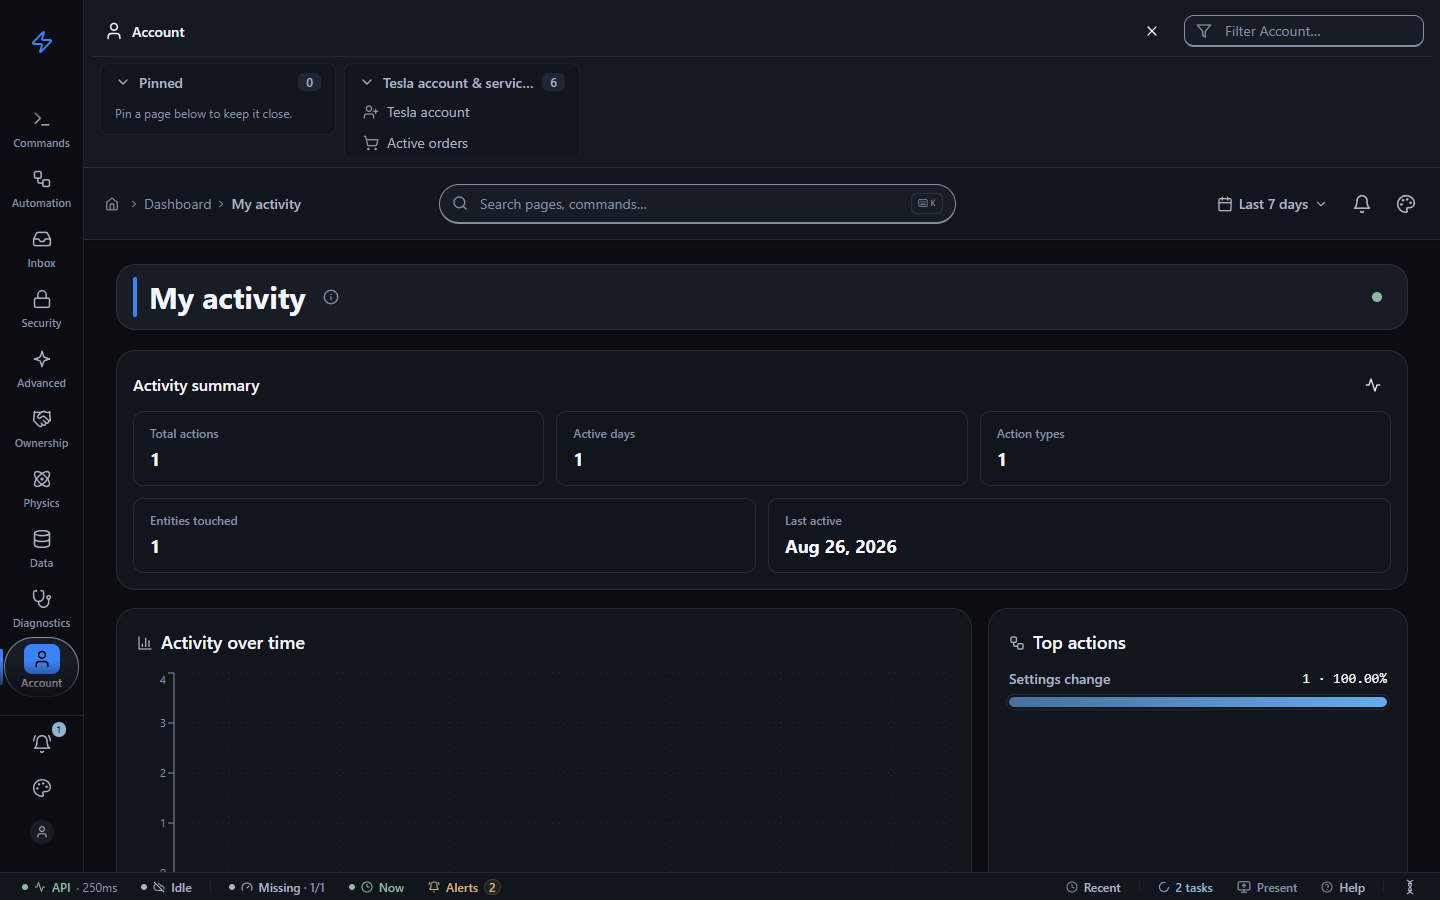 Account
Filter Account...
Pinned
0
Pin a page below to keep it close.
Tesla account & servic...
6
Tesla account
Active orders
Commands
Automation
Inbox
Security
Advanced
Ownership
Physics
Data
Diagnostics
Account
1
Dashboard
My activity
Search pages, commands...
K
Last 7 days
My activity
Activity summary
Total actions
1
Active days
1
Action types
1
Entities touched
1
Last active
Aug 26, 2026
Activity over time
4
3
2
1
0
Top actions
Settings change
1 · 100.00%
API · 250ms
Idle
Missing · 1/1
Now
Alerts 2
Recent
2 tasks
Present
Help